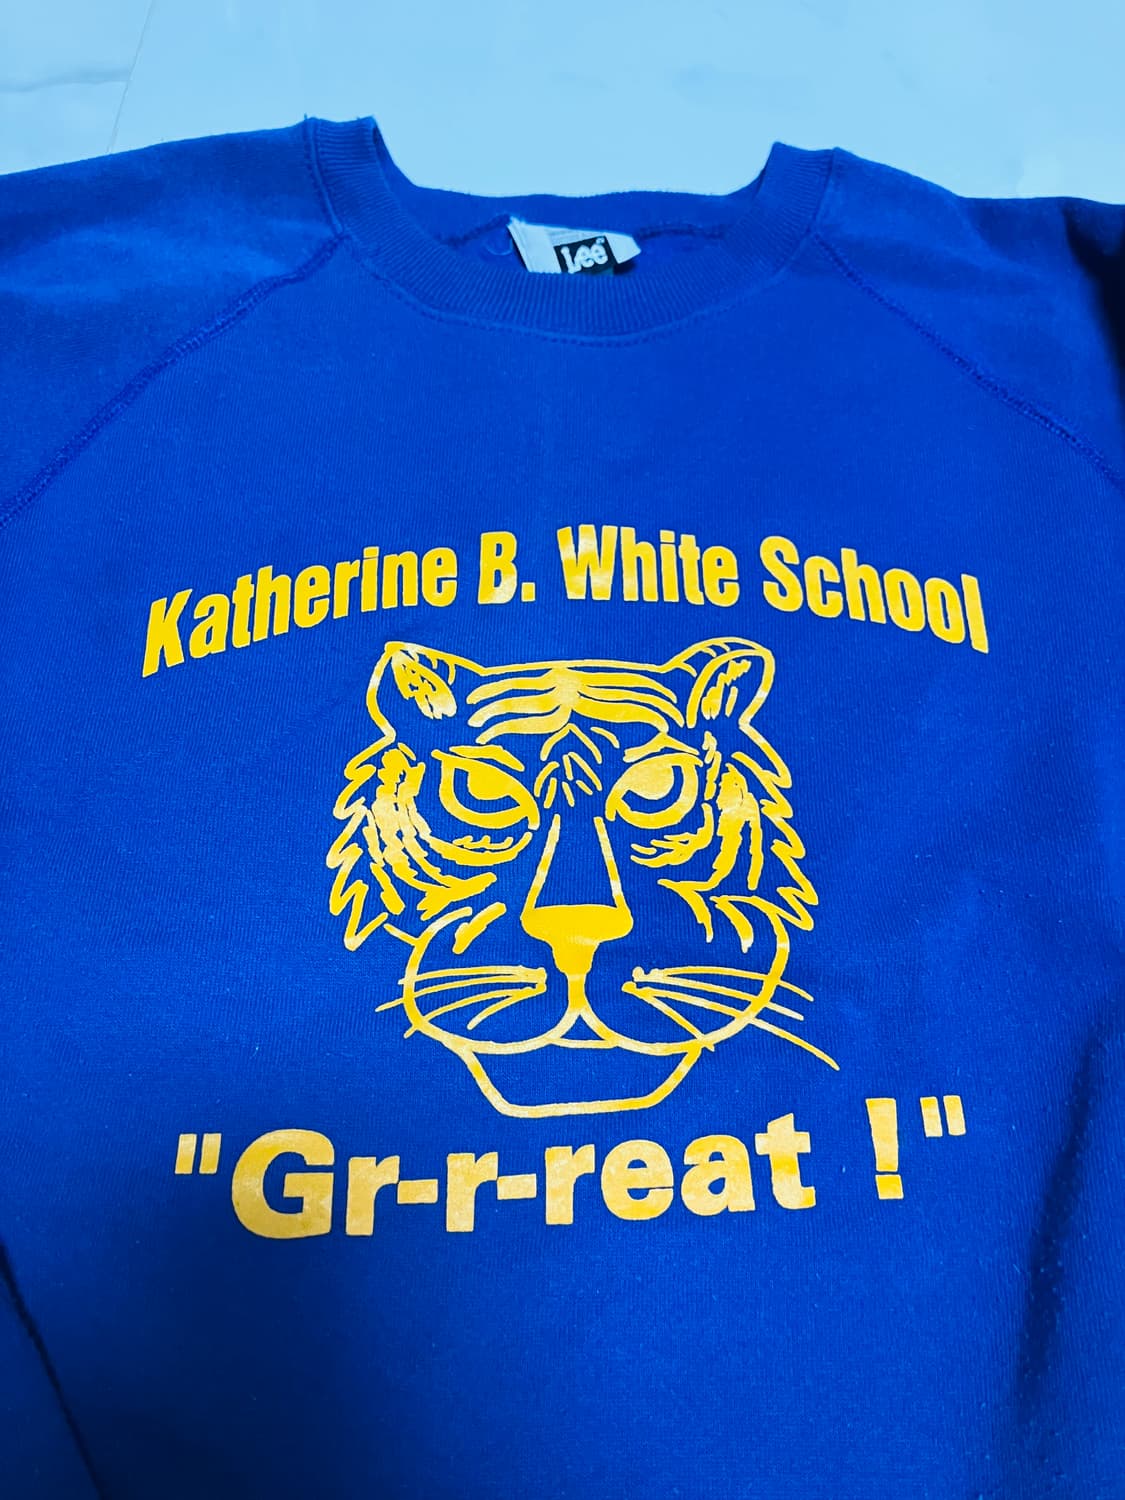 Lee
Katherine B. White School
"Gr-r-reat !"